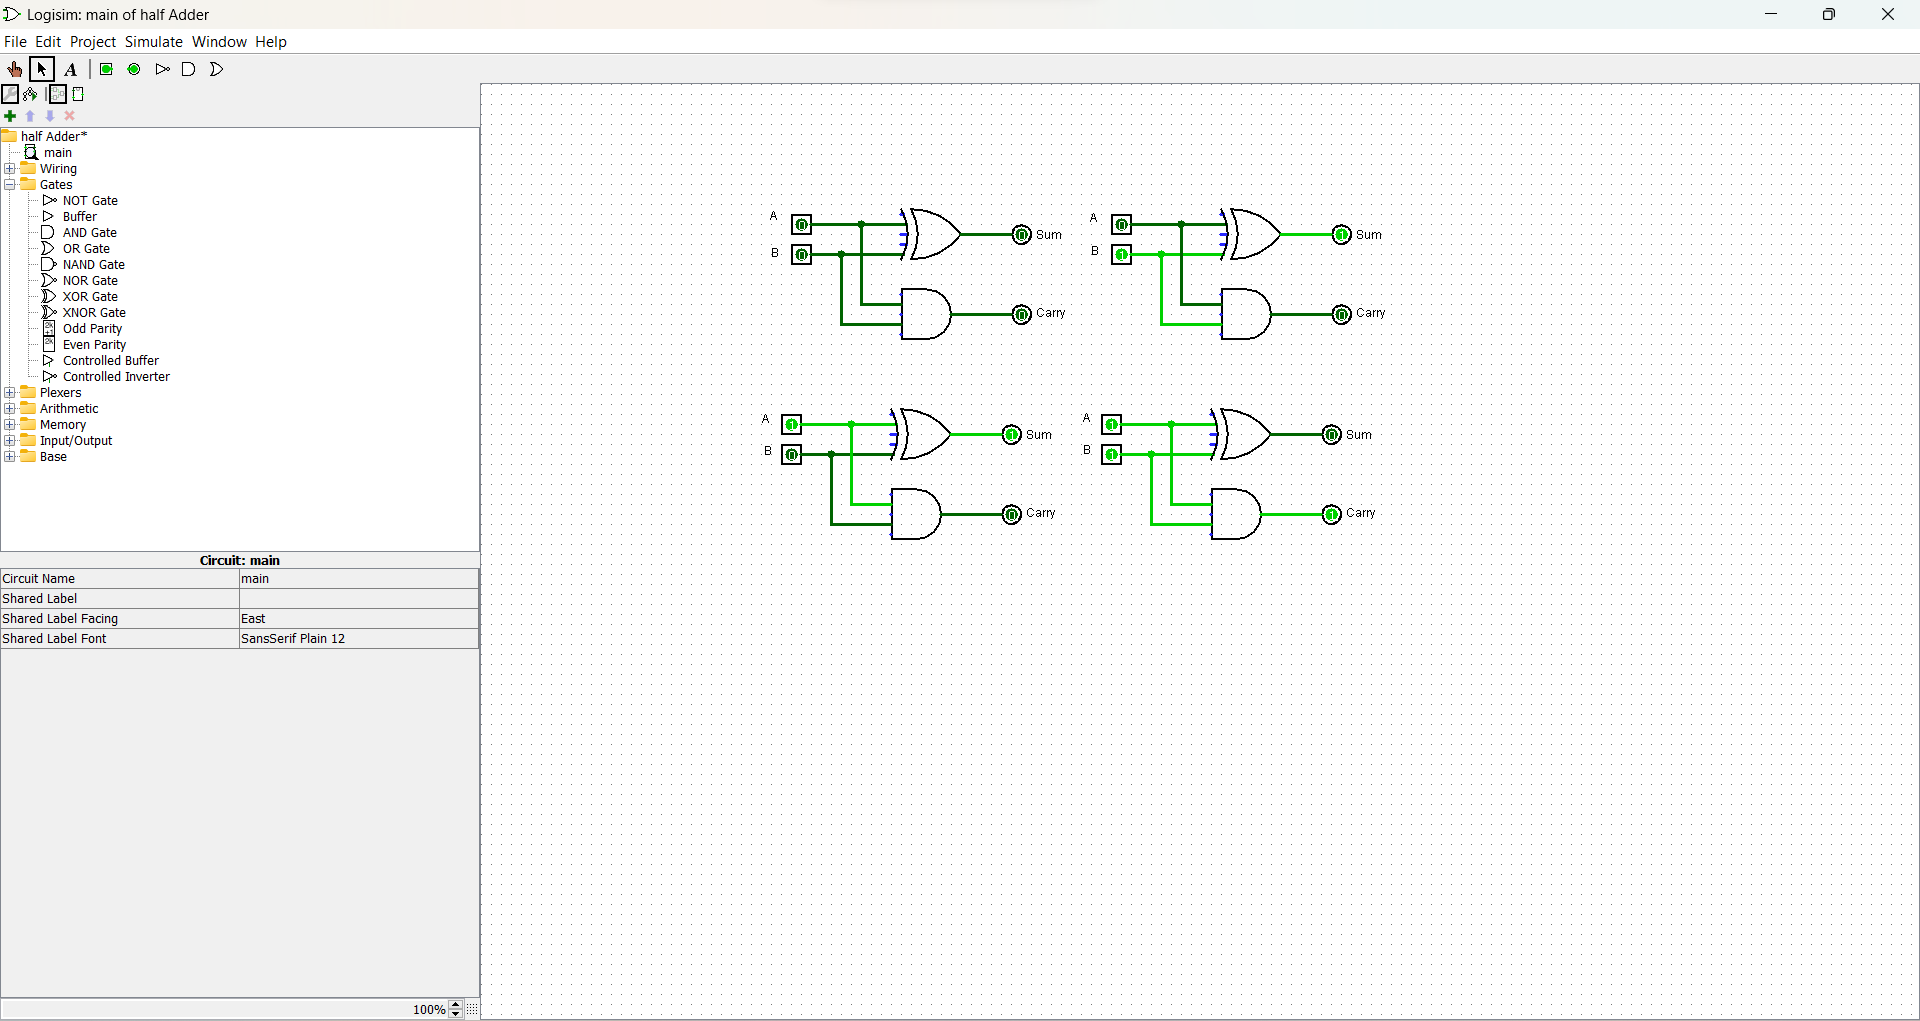 Logisim: main of half Adder
File Edit Project Simulate Window Help
A
half Adder*
main
Wiring
Gates
NOT Gate
Buffer
AND Gate
OR Gate
NAND Gate
NOR Gate
XOR Gate
XNOR Gate
Odd Parity
Even Parity
Controlled Buffer
Controlled Inverter
Plexers
Arithmetic
Memory
Input/Output
Base
Circuit: main
Circuit Name main
Shared Label
Shared Label Facing East
Shared Label Font SansSerif Plain 12
100%
A 0 0 Sum
B 0
0 Carry
A 0 1 Sum
B 1
0 Carry
A 1 1 Sum
B 0
0 Carry
A 1 0 Sum
B 1
1 Carry